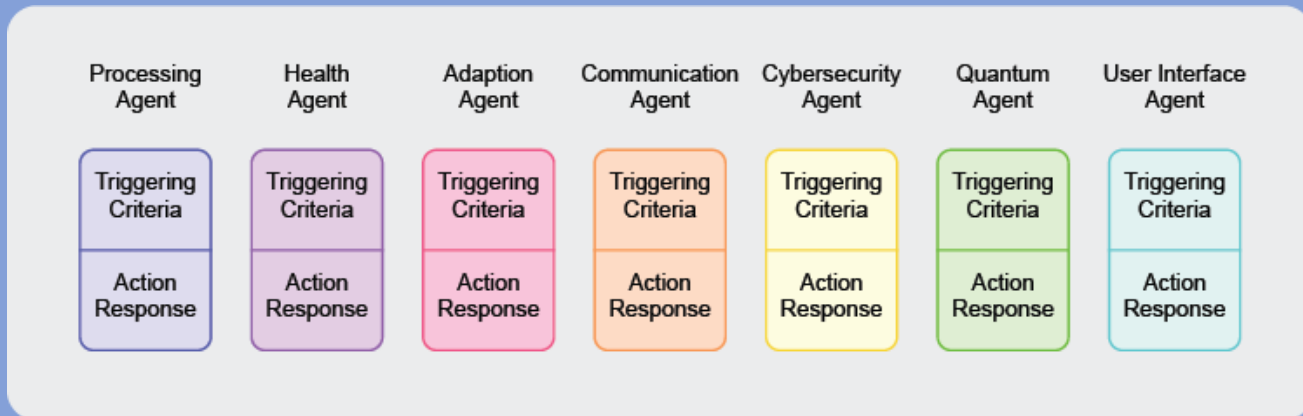 Processing
Agent
Health
Agent
Adaption
Agent
Communication
Agent
Cybersecurity
Agent
Quantum
Agent
User Interface
Agent
Triggering
Criteria
Action
Response
Triggering
Criteria
Action
Response
Triggering
Criteria
Action
Response
Triggering
Criteria
Action
Response
Triggering
Criteria
Action
Response
Triggering
Criteria
Action
Response
Triggering
Criteria
Action
Response